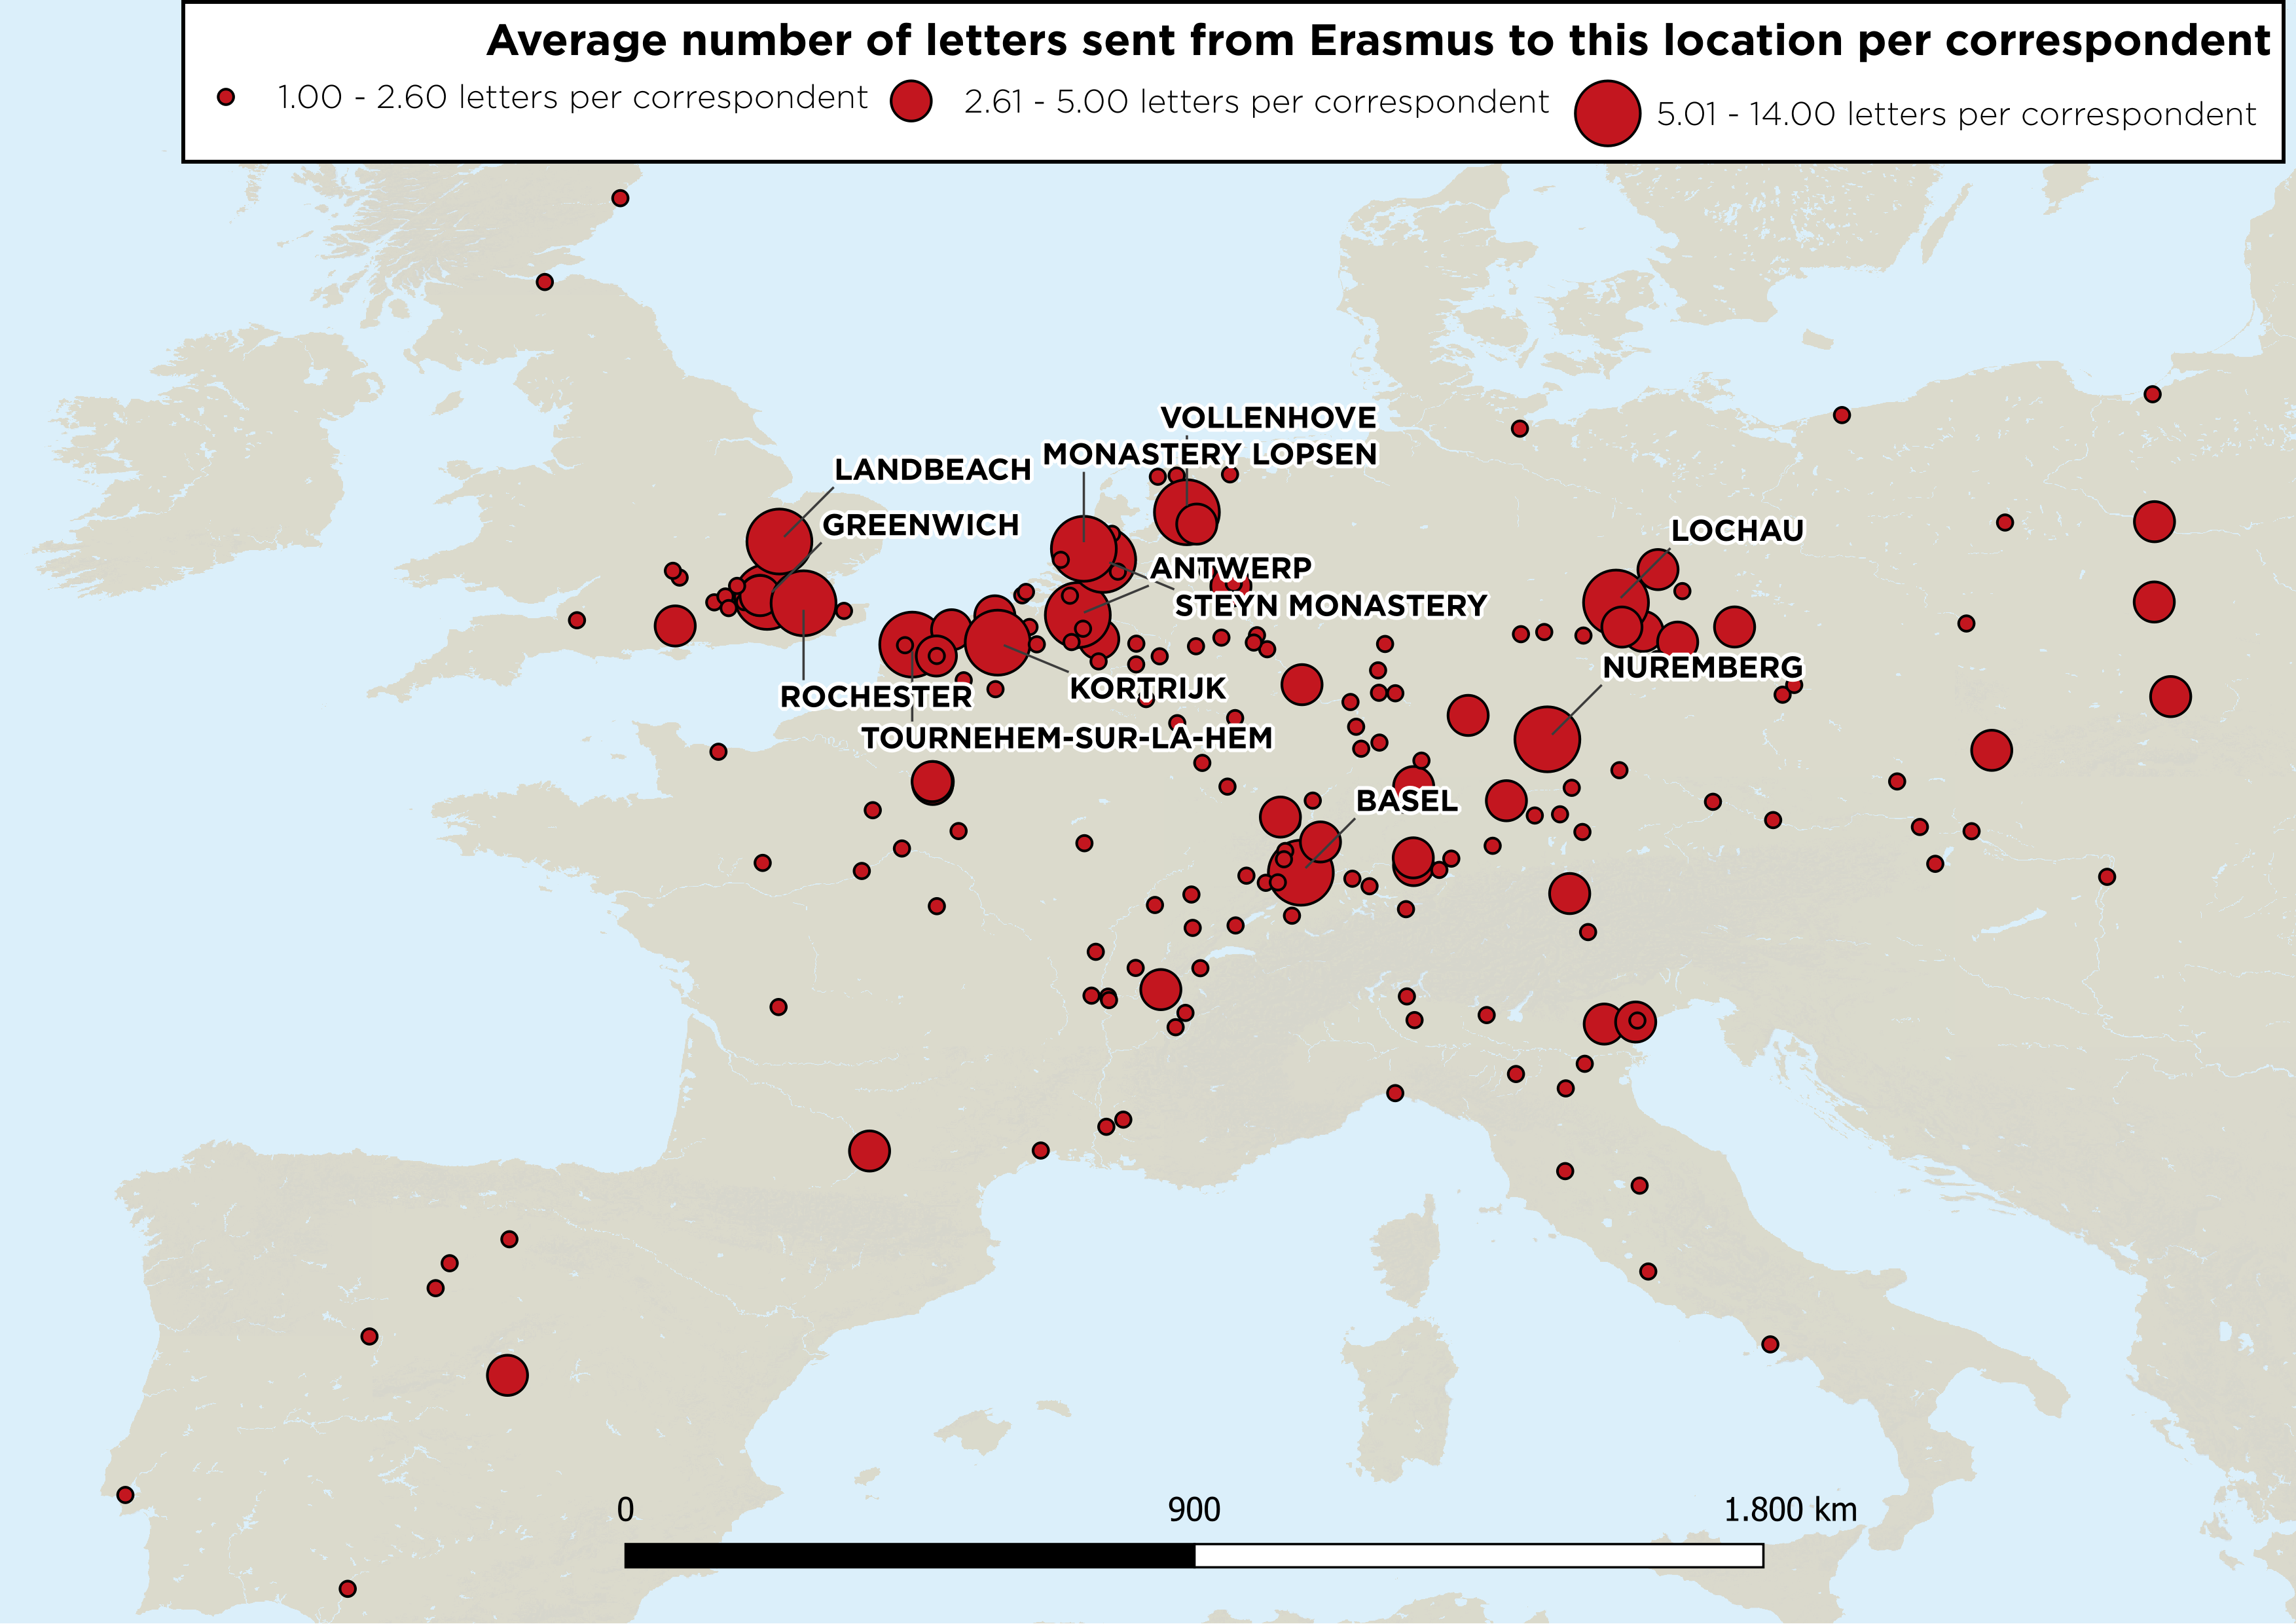 Average number of letters sent from Erasmus to this location per correspondent
1.00 - 2.60 letters per correspondent
2.61 - 5.00 letters per correspondent
5.01 - 14.00 letters per correspondent
VOLLENHOVE
MONASTERY LOPSEN
LANDBEACH
GREENWICH
LOCHAU
ANTWERP
STEYN MONASTERY
NUREMBERG
KORTRIJK
ROCHESTER
TOURNEHEM-SUR-LA-HEM
BASEL
0
900
1.800 km